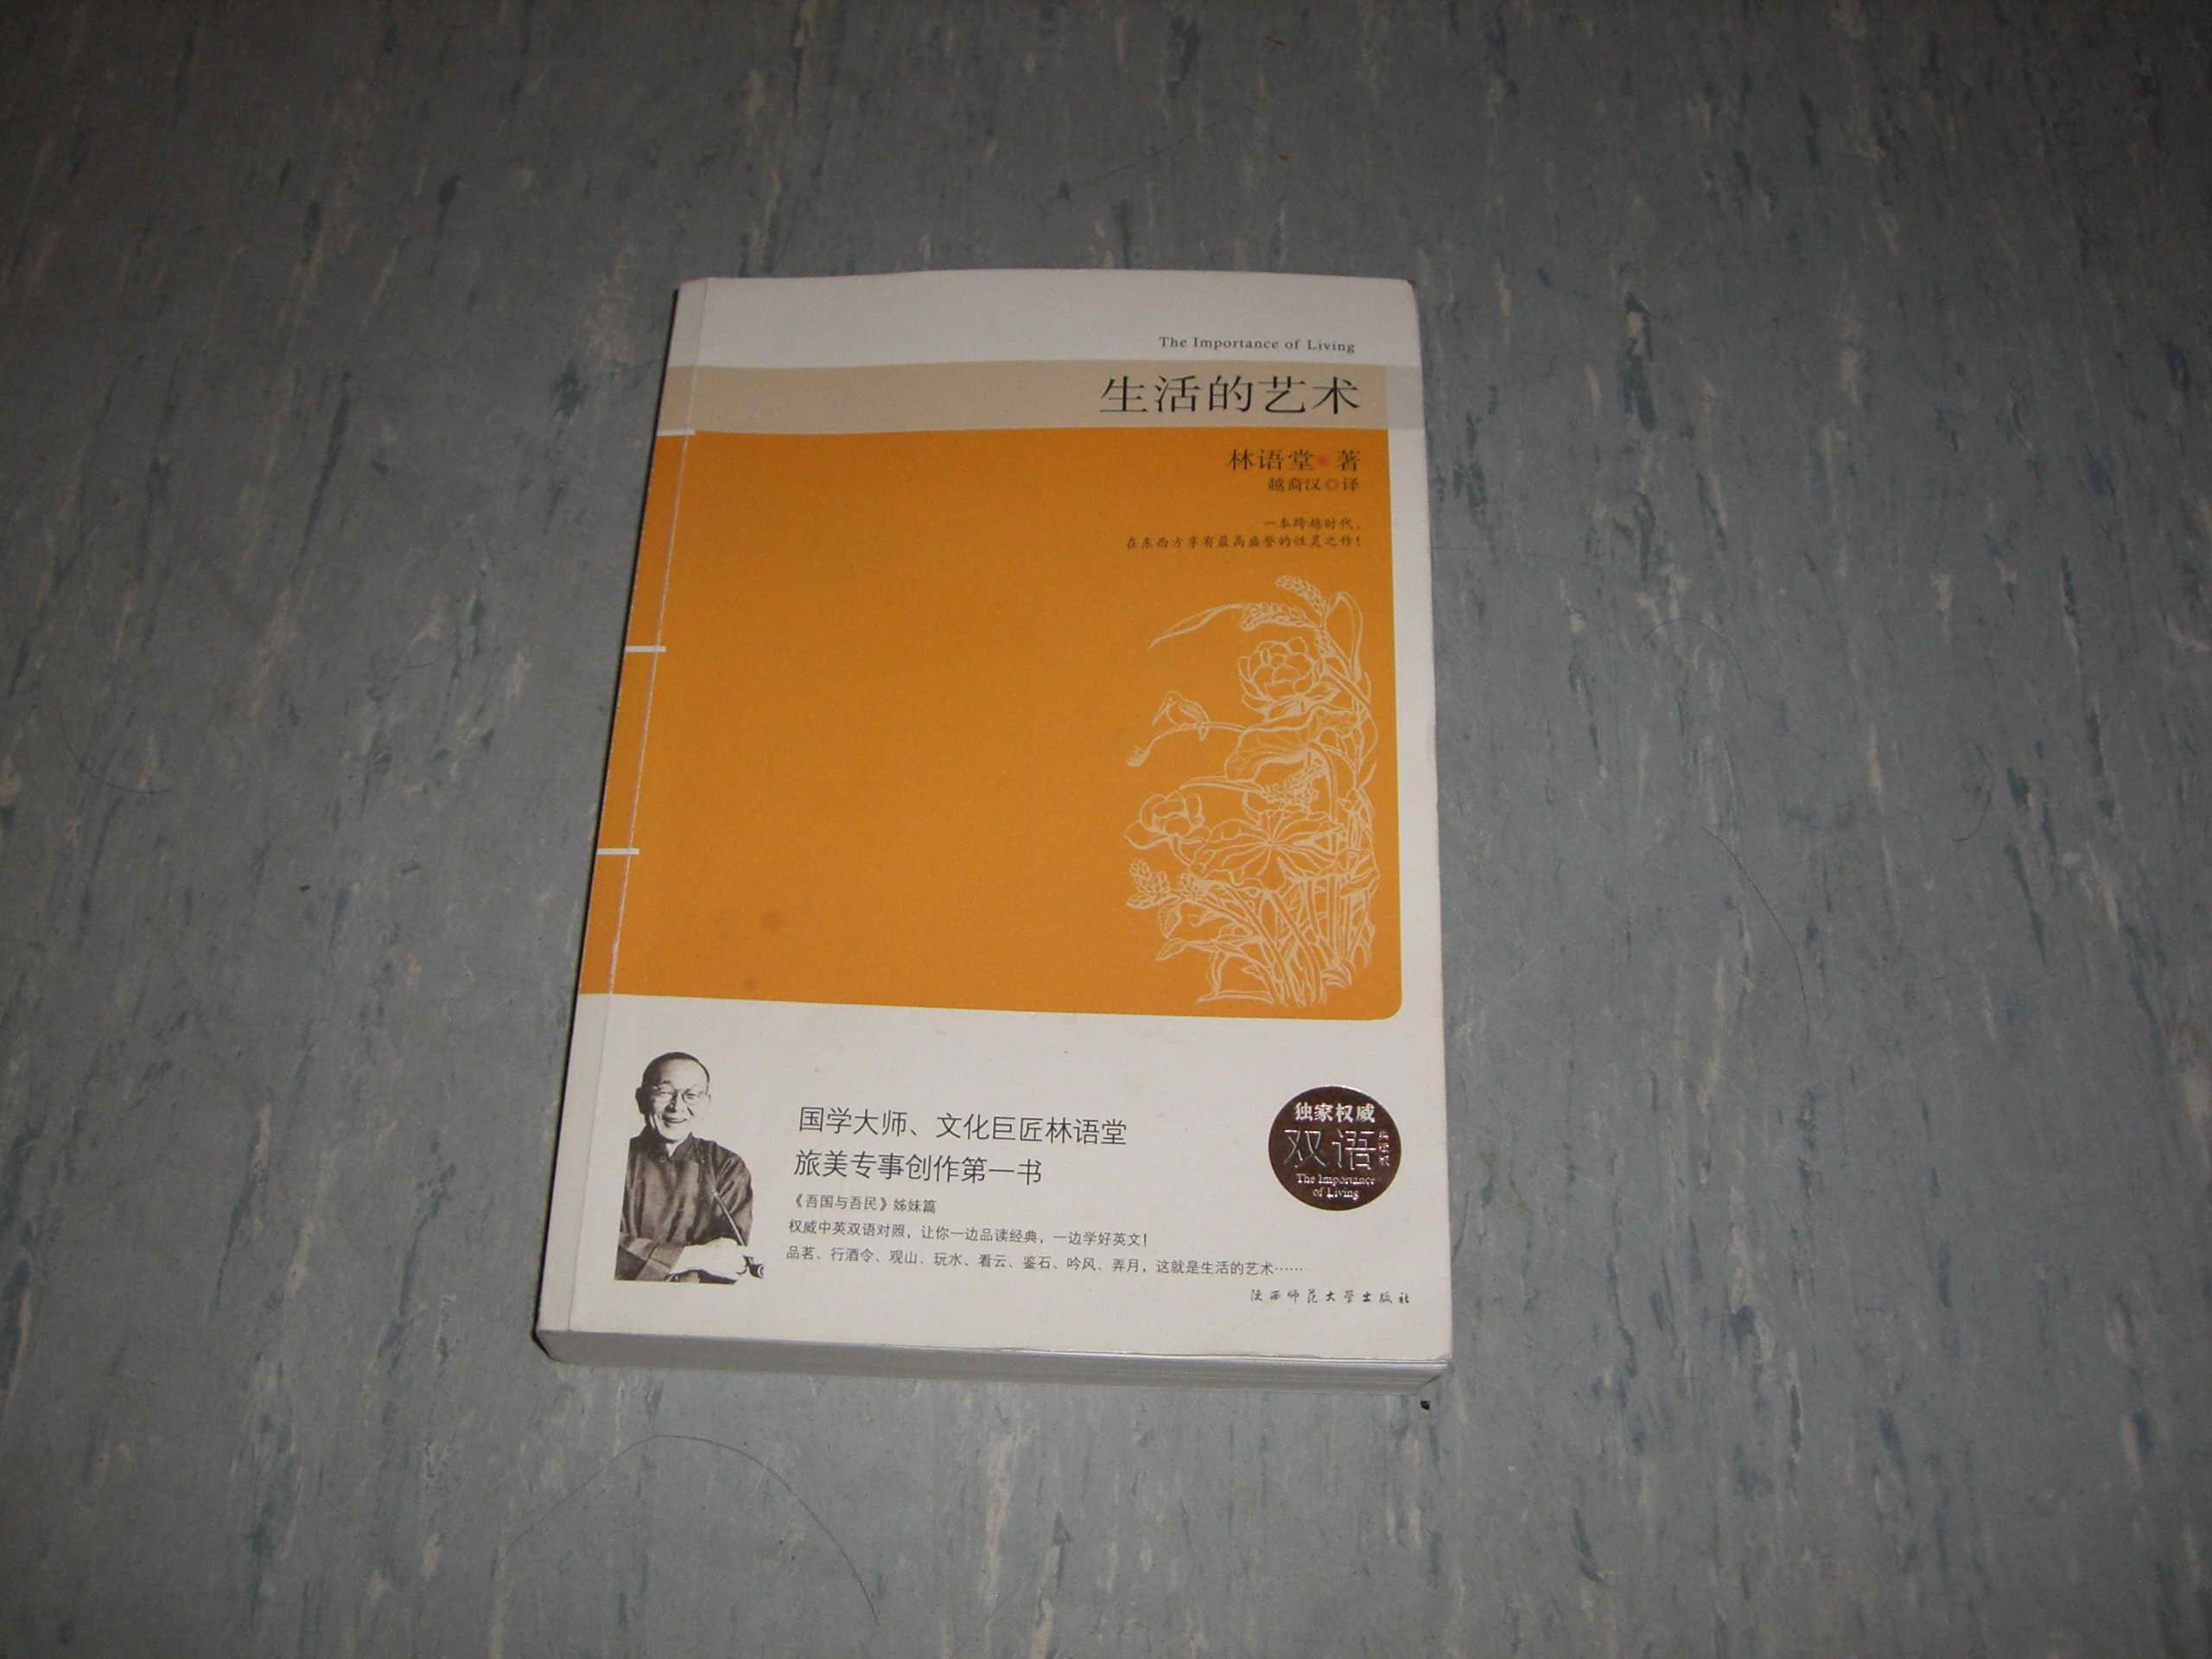 The Importance of Living
生活的艺术
林语堂 著
越裔汉◎译
一本跨越时代、
在东西方享有最高盛誉的性灵之作!
国学大师、文化巨匠林语堂
旅美专事创作第一书
《吾国与吾民》姊妹篇
权威中英双语对照，让你一边品读经典，一边学好英文!
品茗、行酒令、观山、玩水、看云、鉴石、吟风、弄月，这就是生活的艺术……
独家权威
双语
The Importance
of Living
陕西师范大学出版社